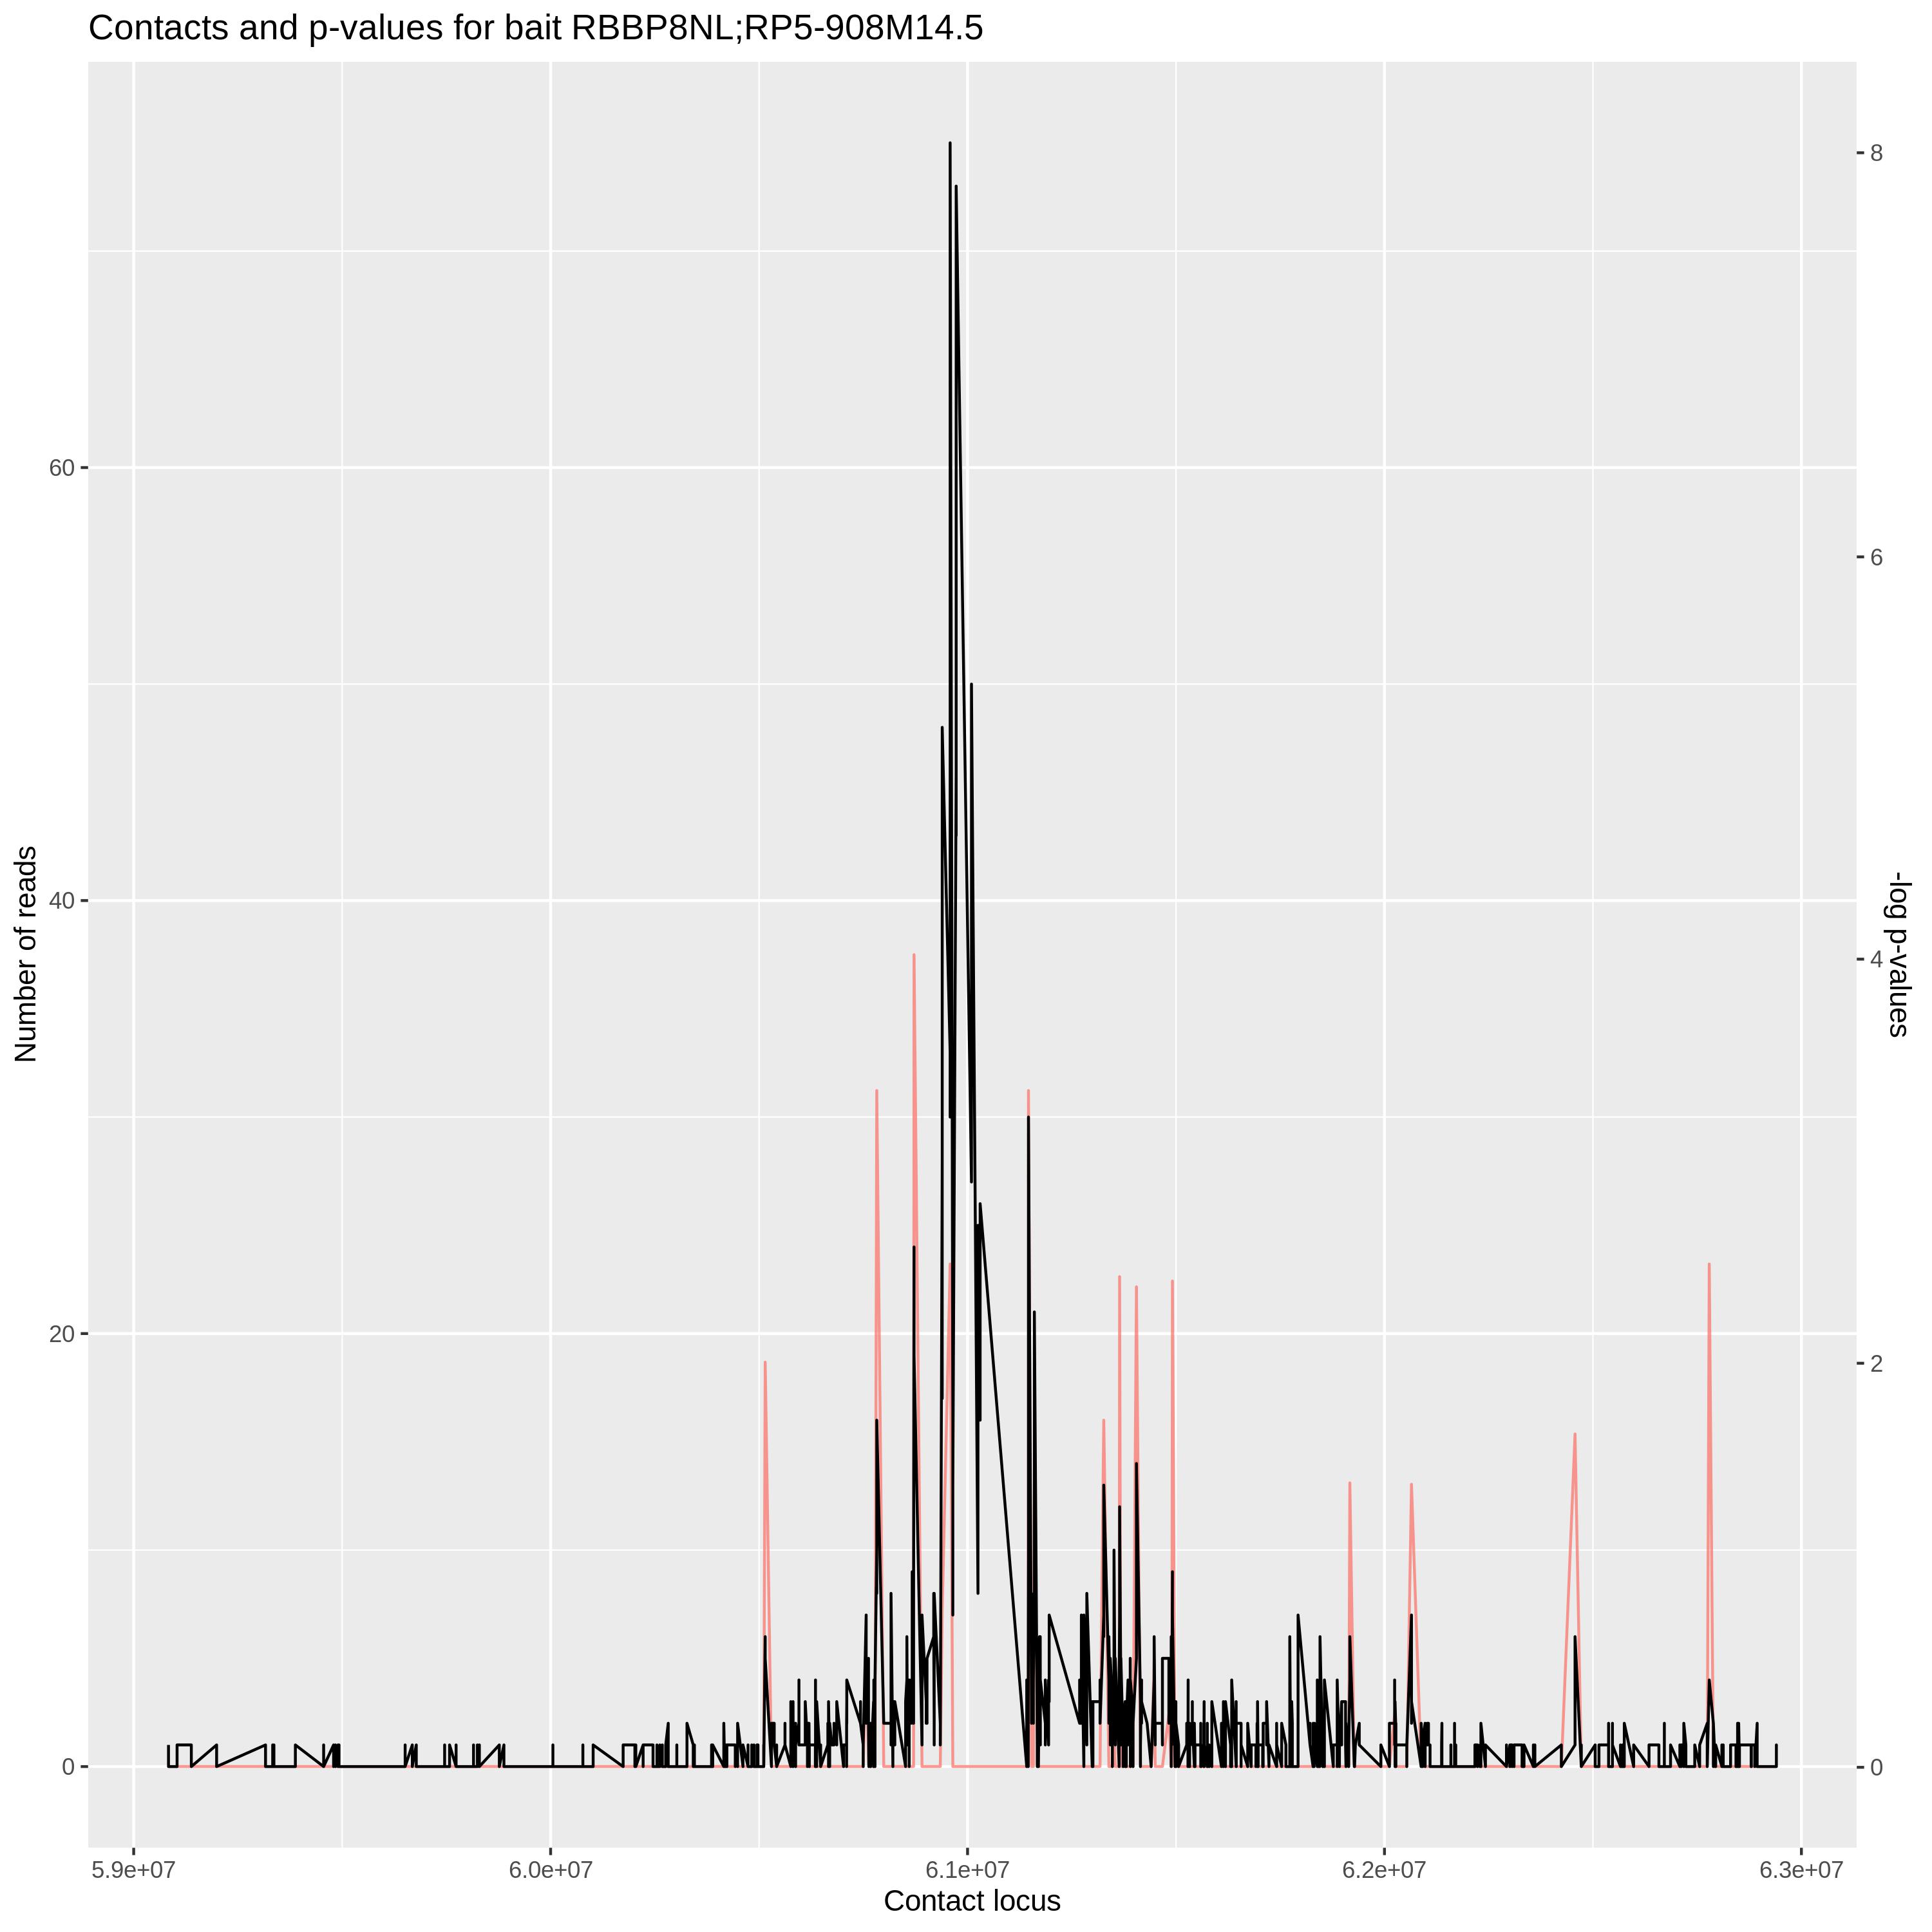 Contacts and p-values for bait RBBP8NL;RP5-908M14.5
8
6
4
2
0
60
40
20
0
Number of reads
-log p-values
5.9e+07 6.0e+07 6.1e+07 6.2e+07 6.3e+07
Contact locus